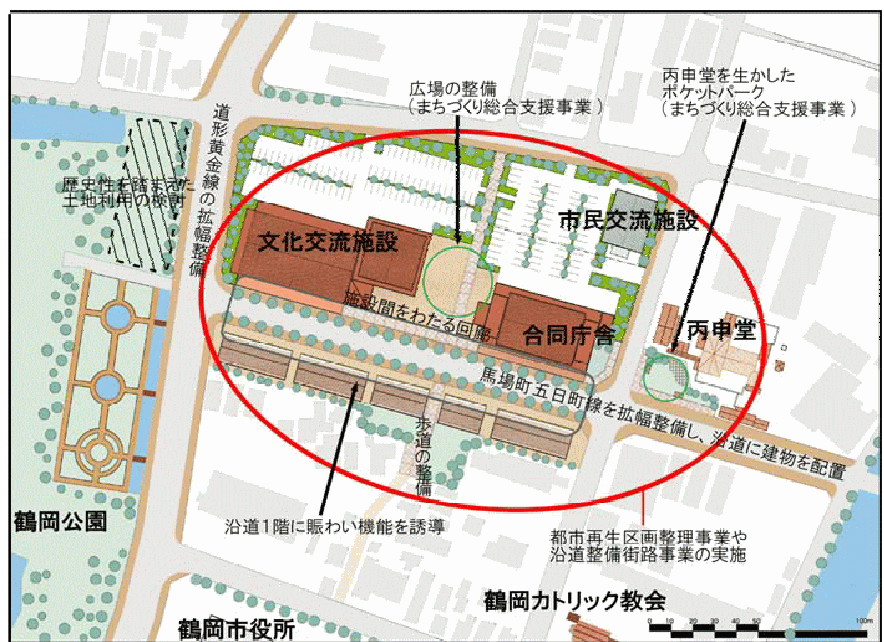 広場の整備
(まちづくり総合支援事業)
丙申堂を生かした
ポケットパーク
(まちづくり総合支援事業)
道形黄金線の拡幅整備
歴史性を踏まえた
土地利用の検討
文化交流施設
市民交流施設
施設間をわたる回廊
合同庁舎
丙申堂
馬場町五日町線を拡幅整備し、沿道に建物を配置
歩道の整備
鶴岡公園
沿道1階に賑わい機能を誘導
都市再生区画整理事業や
沿道整備街路事業の実施
鶴岡カトリック教会
鶴岡市役所
0 10 20 30 40 50 100m